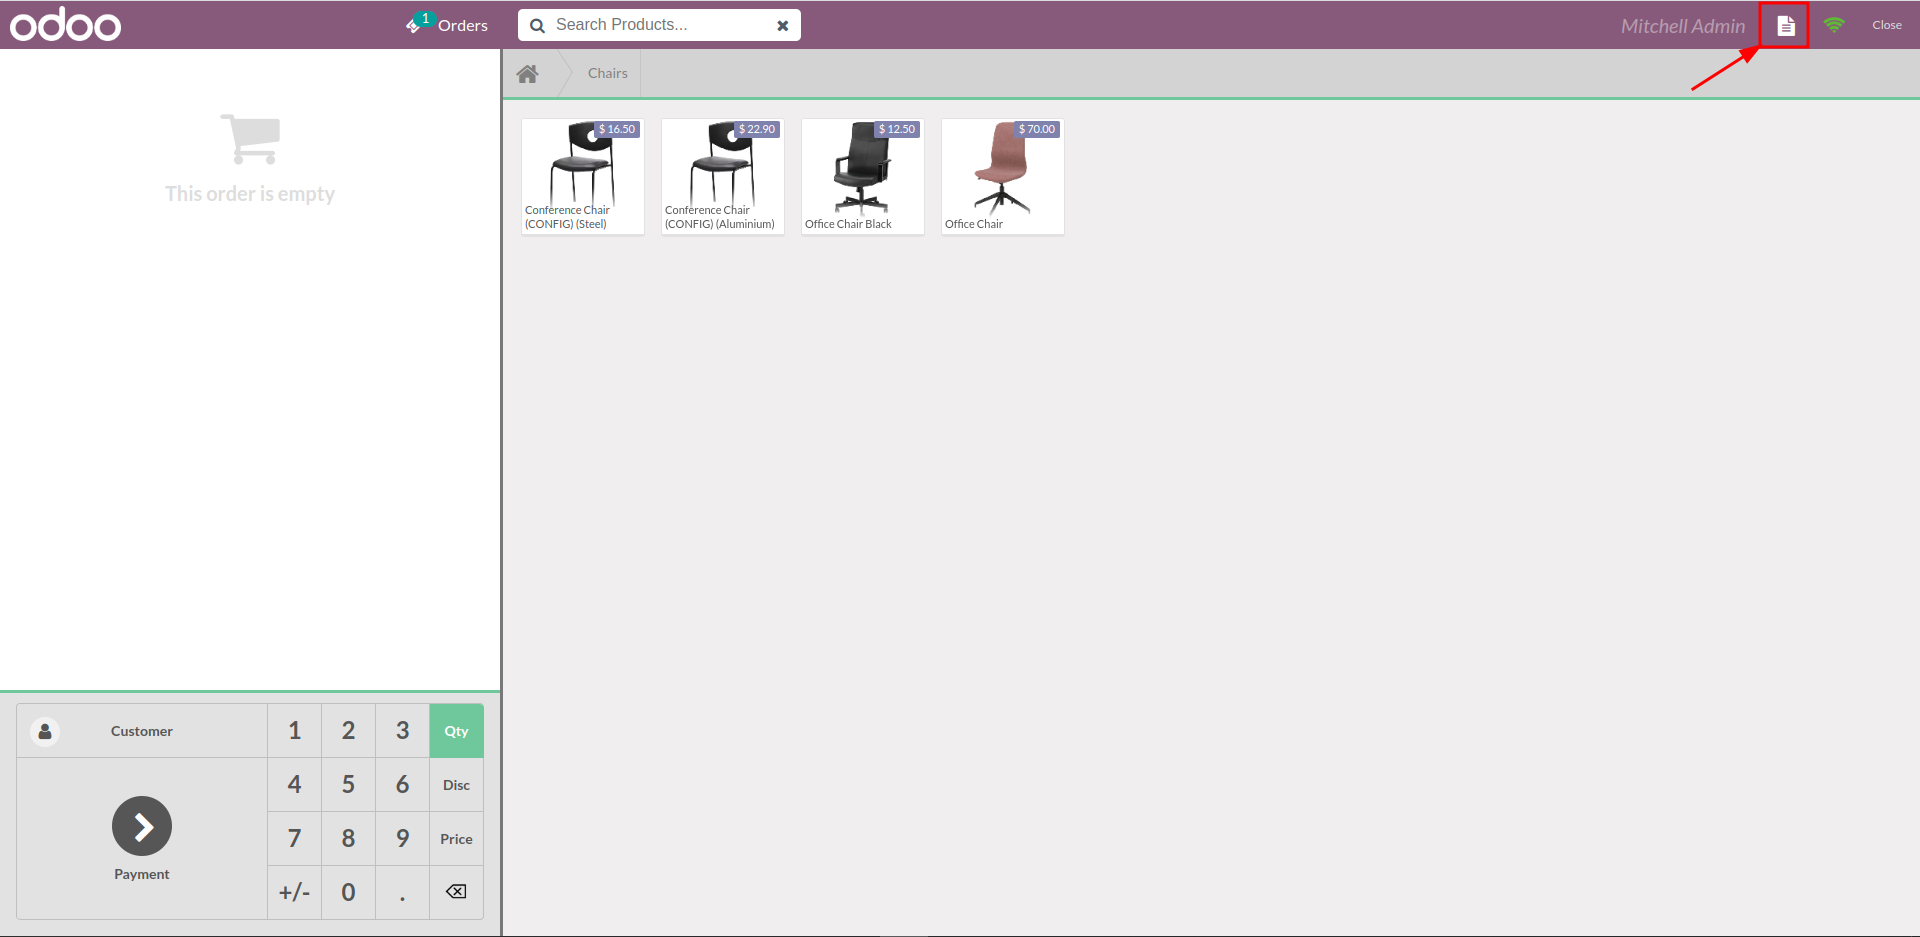 odoo
1
Orders
Search Products...
Mitchell Admin
Close
Chairs
This order is empty
$ 16.50
Conference Chair
(CONFIG) (Steel)
$ 22.90
Conference Chair
(CONFIG) (Aluminium)
$ 12.50
Office Chair Black
$ 70.00
Office Chair
Customer
1 2 3 Qty
4 5 6 Disc
7 8 9 Price
+/- 0 .
Payment